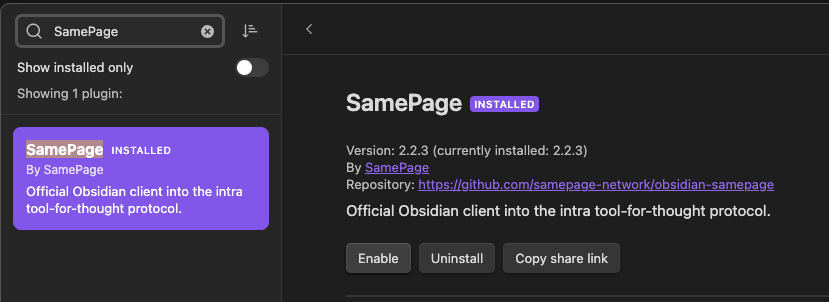 SamePage
Show installed only
Showing 1 plugin:
SamePage INSTALLED
By SamePage
Official Obsidian client into the intra
tool-for-thought protocol.
SamePage INSTALLED
Version: 2.2.3 (currently installed: 2.2.3)
By SamePage
Repository: https://github.com/samepage-network/obsidian-samepage
Official Obsidian client into the intra tool-for-thought protocol.
Enable Uninstall Copy share link